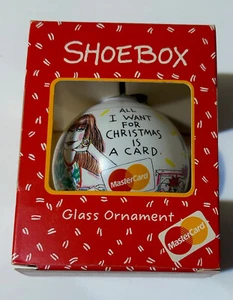 SHOEBOX
ALL
I WANT
FOR
CHRISTMAS
IS
A CARD.
MasterCard
Glass Ornament
MasterCard